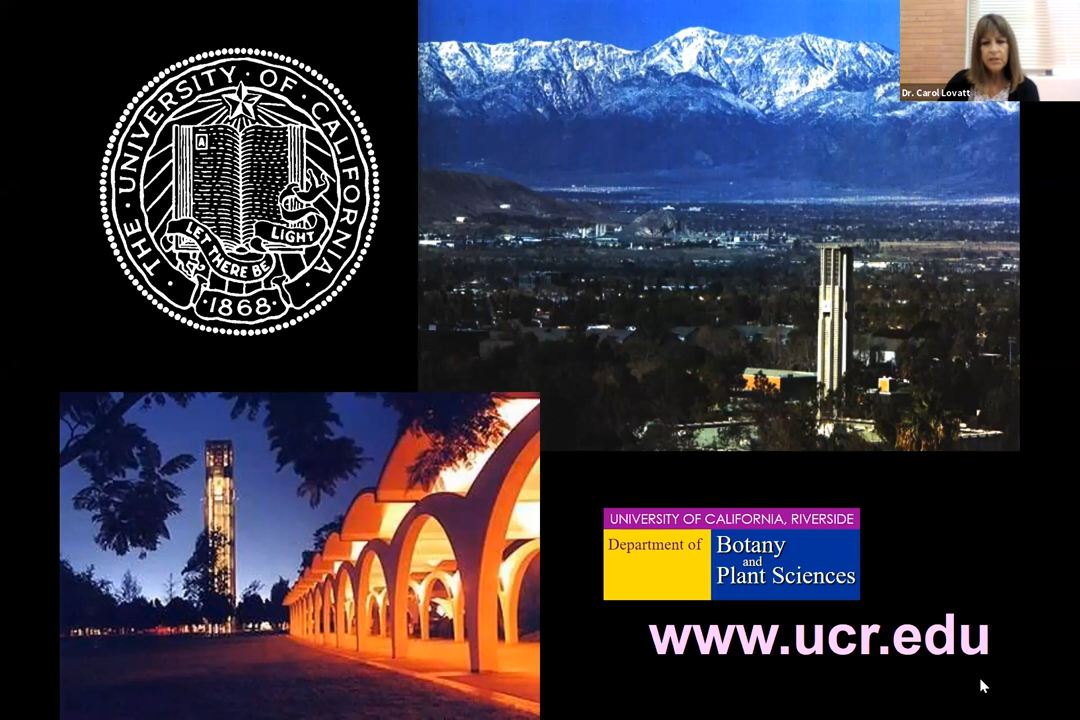 THE · UNIVERSITY · OF · CALIFORNIA ·
A
LET THERE BE LIGHT
·1868·
Dr. Carol Lovatt
UNIVERSITY OF CALIFORNIA, RIVERSIDE
Department of
Botany
and
Plant Sciences
www.ucr.edu